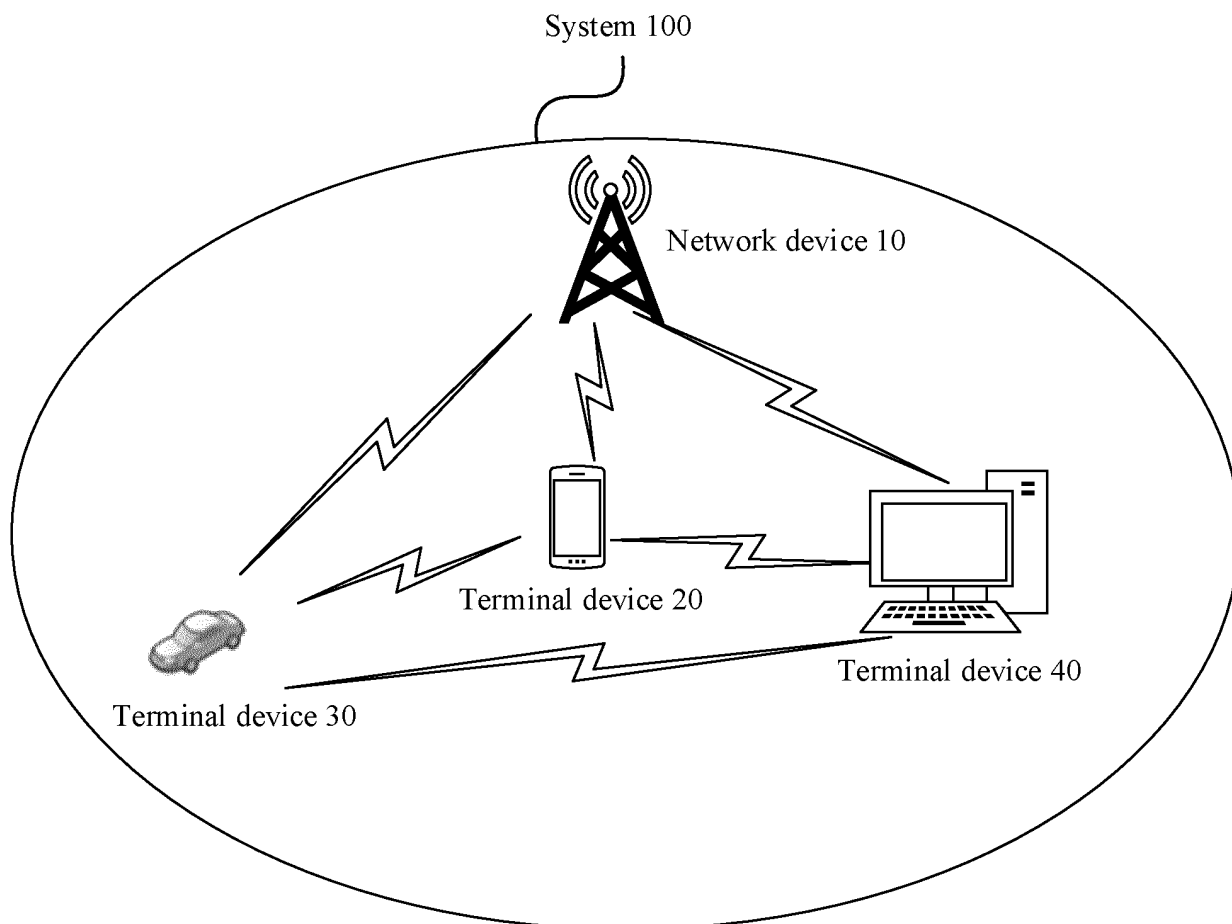 System 100
Network device 10
Terminal device 20
Terminal device 40
Terminal device 30